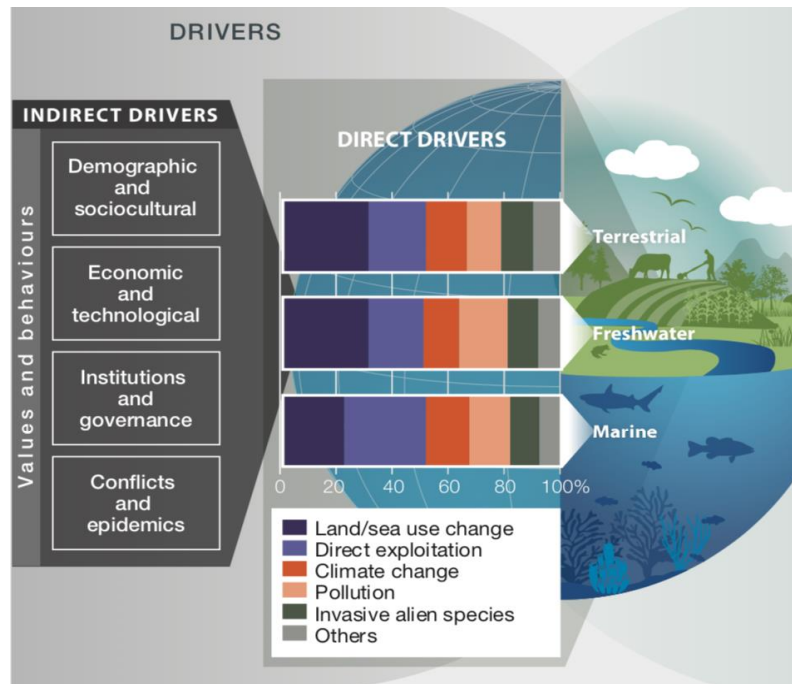 DRIVERS
INDIRECT DRIVERS
Values and behaviours
Demographic
and
sociocultural
Economic
and
technological
Institutions
and
governance
Conflicts
and
epidemics
DIRECT DRIVERS
Terrestrial
Freshwater
Marine
0 20 40 60 80 100%
Land/sea use change
Direct exploitation
Climate change
Pollution
Invasive alien species
Others